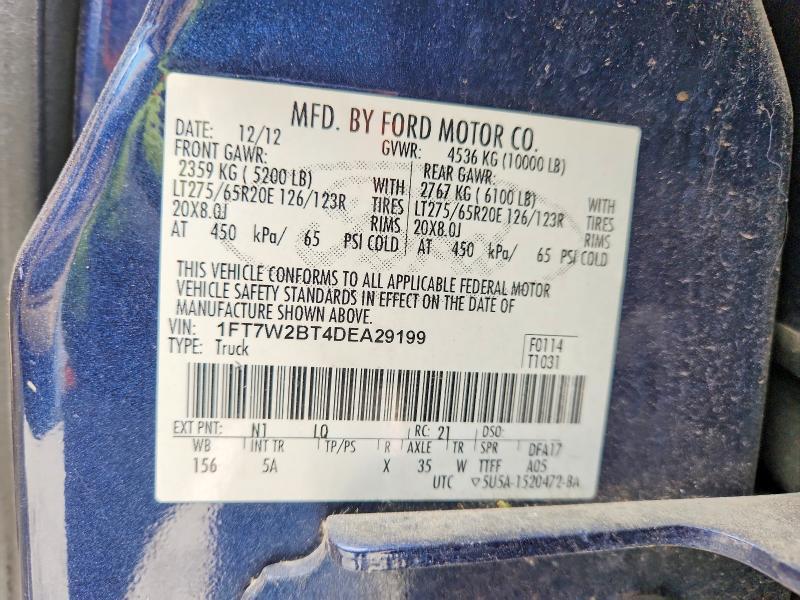 MFD. BY FORD MOTOR CO.
DATE: 12/12 GVWR: 4536 KG (10000 LB)
FRONT GAWR: REAR GAWR:
2359 KG ( 5200 LB) WITH 2767 KG ( 6100 LB) WITH
LT275/65R20E 126/123R TIRES LT275/65R20E 126/123R TIRES
20X8.0J RIMS 20X8.0J RIMS
AT 450 kPa/ 65 PSI COLD AT 450 kPa/ 65 PSI COLD
THIS VEHICLE CONFORMS TO ALL APPLICABLE FEDERAL MOTOR
VEHICLE SAFETY STANDARDS IN EFFECT ON THE DATE OF
MANUFACTURE SHOWN ABOVE.
VIN: 1FT7W2BT4DEA29199
TYPE: Truck
F0114
T1031
EXT PNT: N1 LQ RC: 21 DSO:
WB INT TR TP/PS R AXLE TR SPR DFA17
156 5A X 35 W TTFF A05
UTC ▽5U5A-1520472-BA